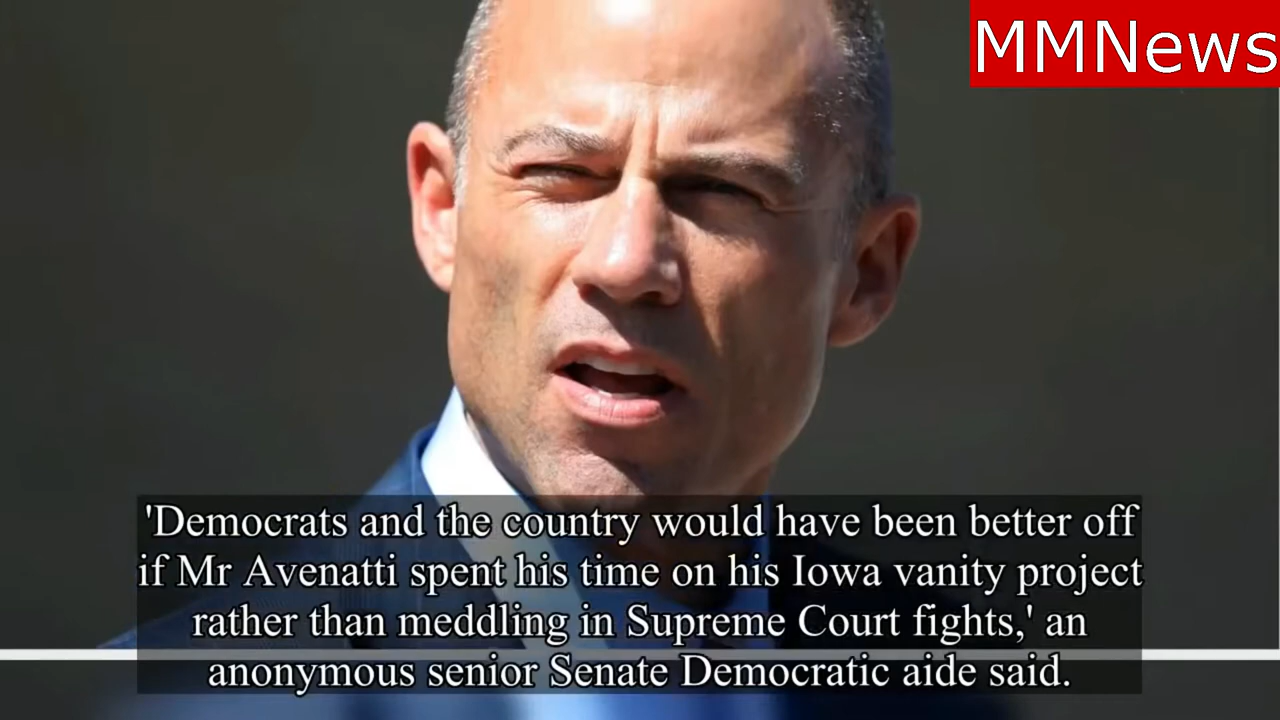 MMNews
'Democrats and the country would have been better off
if Mr Avenatti spent his time on his Iowa vanity project
rather than meddling in Supreme Court fights,' an
anonymous senior Senate Democratic aide said.